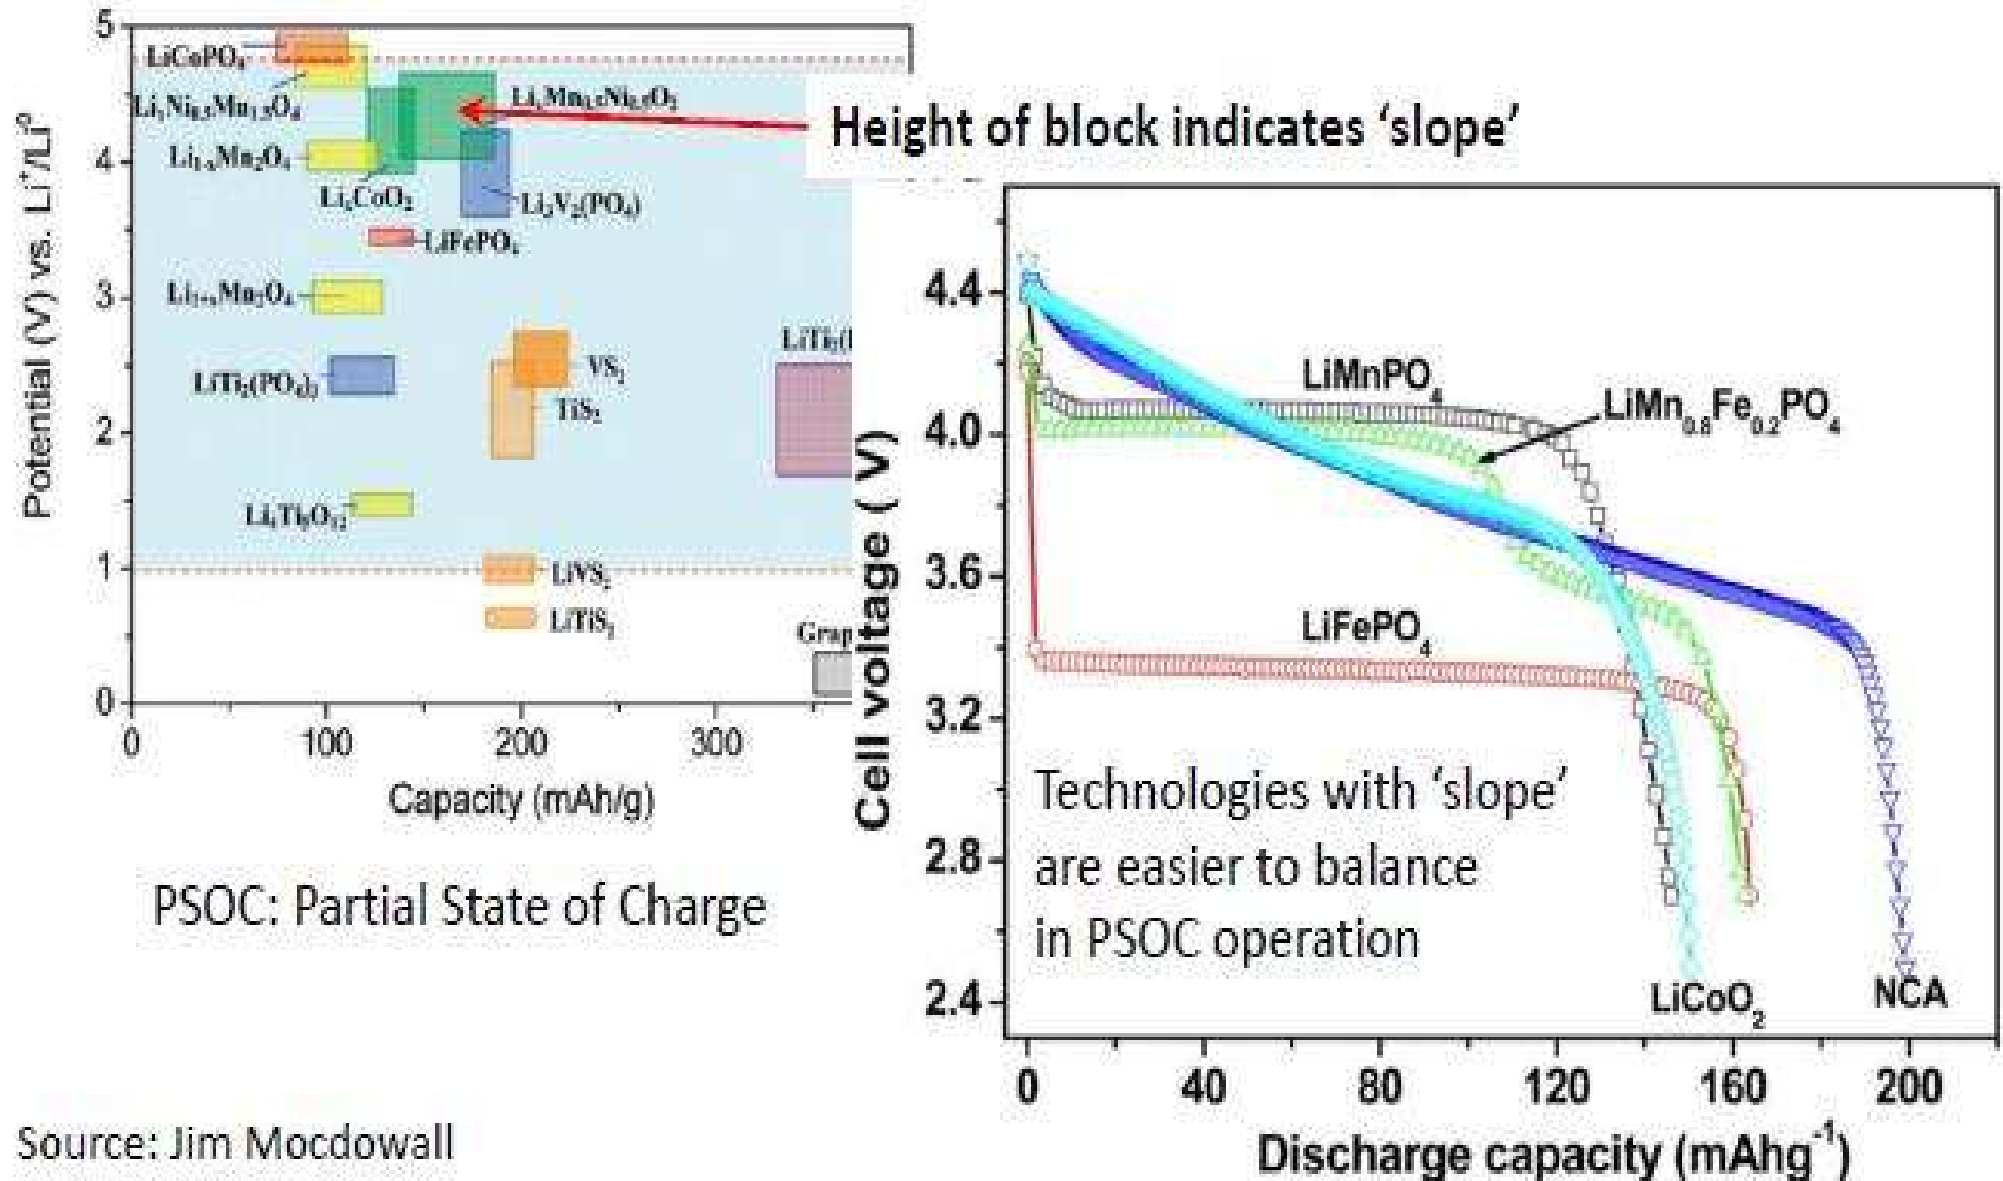 5
4
3
2
1
0
Potential (V) vs. Li⁺/Li⁰
LiCoPO₄
Li₁Ni₀.₅Mn₁.₅O₄
Li₁₋ₓMn₂O₄
LiₓCoO₂
LiₓMn₀.₅Ni₀.₅O₂
Li₃V₂(PO₄)
LiFePO₄
Li₁₊ₓMn₂O₄
LiTi₂(PO₄)₃
VS₂
TiS₂
LiTi₂(
Li₄Ti₅O₁₂
LiVS₂
LiTiS₂
Grap
0 100 200 300
Capacity (mAh/g)
Height of block indicates ‘slope’
Cell voltage ( V)
4.4
4.0
3.6
3.2
2.8
2.4
LiMnPO₄
LiMn₀.₈Fe₀.₂PO₄
LiFePO₄
Technologies with ‘slope’
are easier to balance
in PSOC operation
LiCoO₂
NCA
0 40 80 120 160 200
Discharge capacity (mAhg⁻¹)
PSOC: Partial State of Charge
Source: Jim Mocdowall